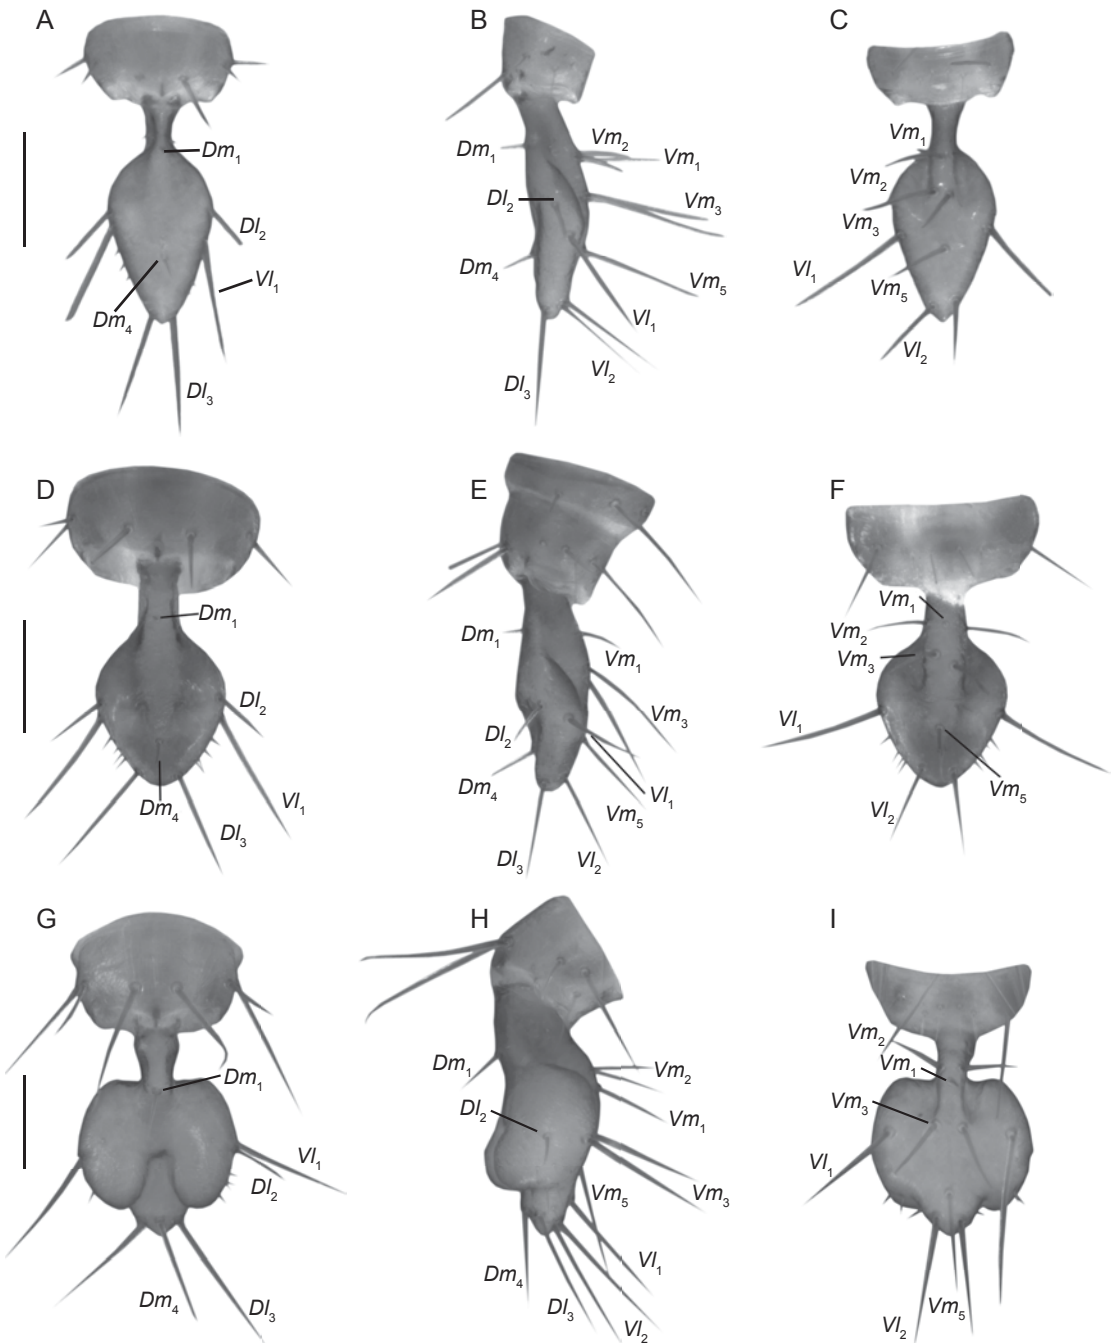 A
Dm₁
Dl₂
Vl₁
Dm₄
Dl₃
B
Vm₂
Dm₁
Vm₁
Dl₂
Vm₃
Dm₄
Vm₅
Vl₁
Vl₂
Dl₃
C
Vm₁
Vm₂
Vm₃
Vl₁
Vm₅
Vl₂
D
Dm₁
Dl₂
Dm₄
Vl₁
Dl₃
E
Dm₁
Vm₁
Vm₃
Dl₂
Dm₄
Vl₁
Vm₅
Dl₃
Vl₂
F
Vm₁
Vm₂
Vm₃
Vl₁
Vm₅
Vl₂
G
Dm₁
Vl₁
Dl₂
Dm₄
Dl₃
H
Dm₁
Vm₂
Dl₂
Vm₁
Vm₅
Vm₃
Vl₁
Dm₄
Dl₃
Vl₂
I
Vm₂
Vm₁
Vm₃
Vl₁
Vm₅
Vl₂